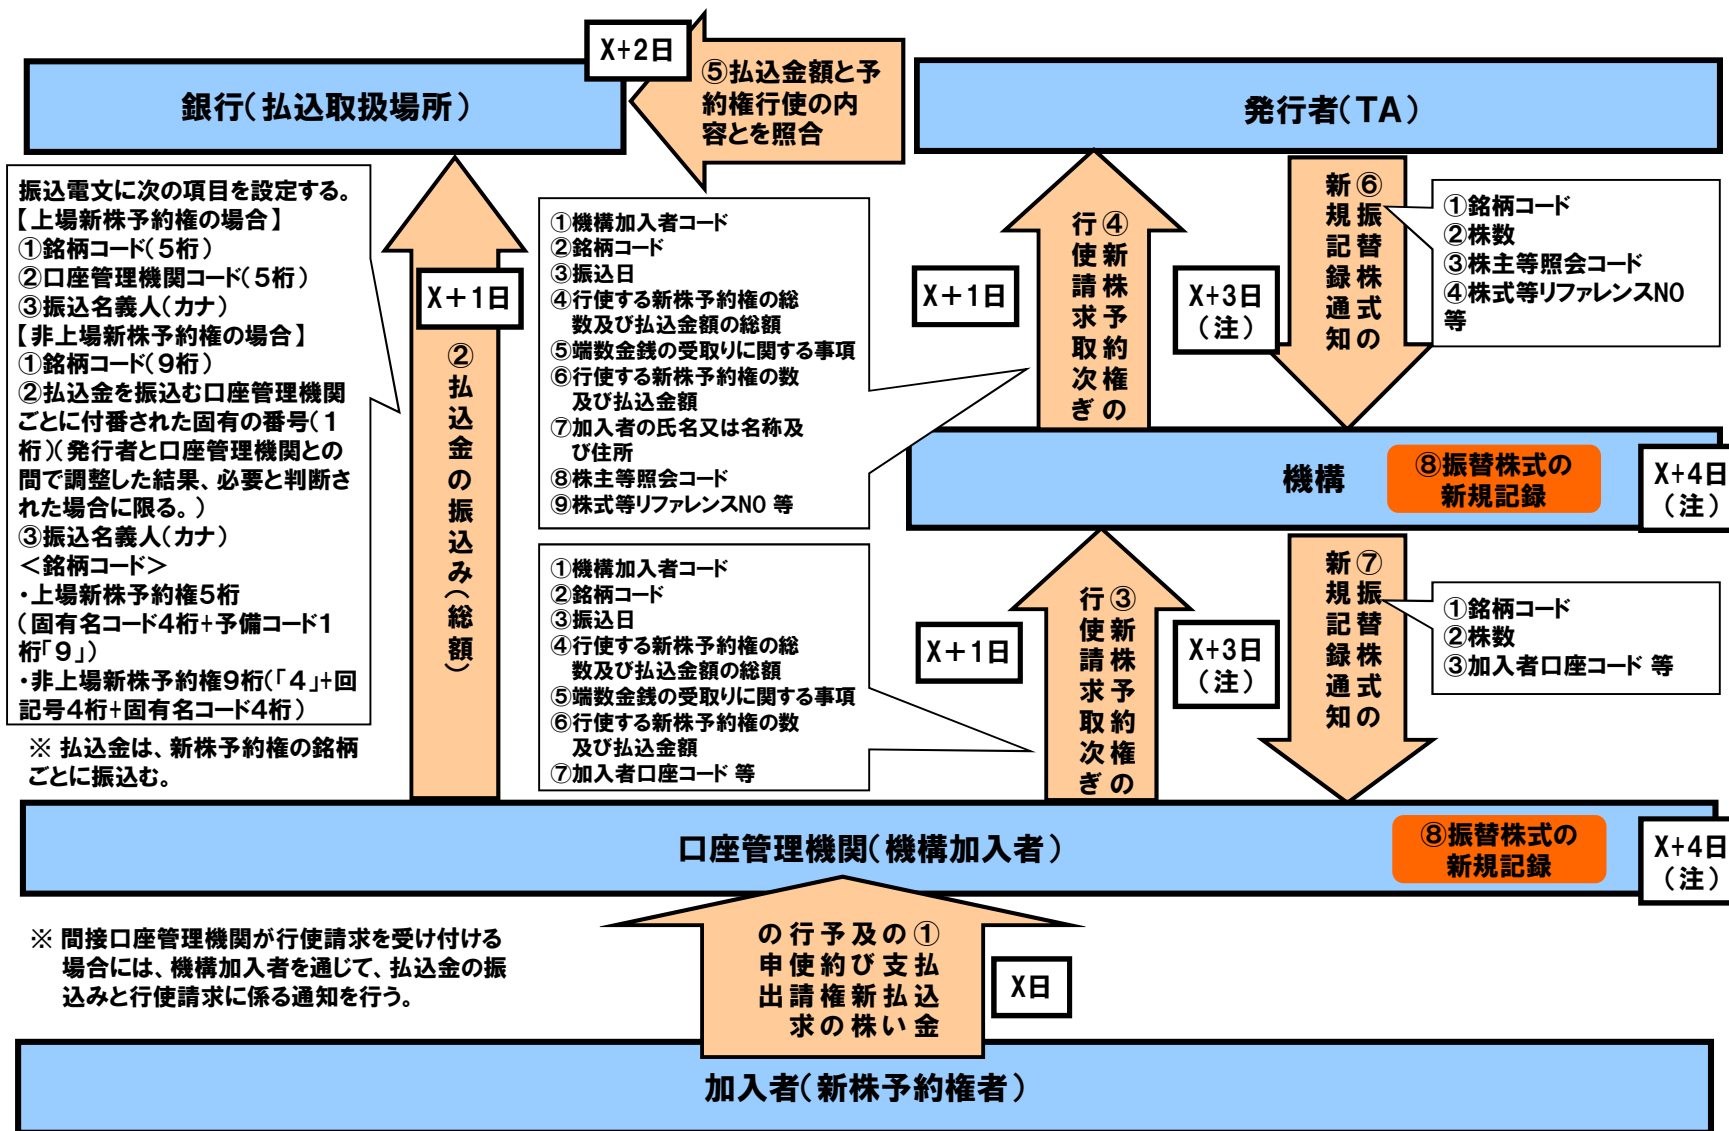 X+2日
⑤払込金額と予
約権行使の内
容とを照合
銀行(払込取扱場所)
発行者(TA)
振込電文に次の項目を設定する。
【上場新株予約権の場合】
①銘柄コード(5桁)
②口座管理機関コード(5桁)
③振込名義人(カナ)
【非上場新株予約権の場合】
①銘柄コード(9桁)
②払込金を振込む口座管理機関
ごとに付番された固有の番号(1
桁)(発行者と口座管理機関との
間で調整した結果、必要と判断さ
れた場合に限る。)
③振込名義人(カナ)
<銘柄コード>
・上場新株予約権5桁
(固有名コード4桁+予備コード1
桁「9」)
・非上場新株予約権9桁(「4」+回
記号4桁+固有名コード4桁)
※ 払込金は、新株予約権の銘柄
ごとに振込む。
X+1日
②払込金の振込み(総額)
①機構加入者コード
②銘柄コード
③振込日
④行使する新株予約権の総
数及び払込金額の総額
⑤端数金銭の受取りに関する事項
⑥行使する新株予約権の数
及び払込金額
⑦加入者の氏名又は名称及
び住所
⑧株主等照会コード
⑨株式等リファレンスNO 等
X+1日
④新株予約権の
行使請求取次ぎ
X+3日
(注)
⑥振替株式の
新規記録通知
①銘柄コード
②株数
③株主等照会コード
④株式等リファレンスNO
等
機構
⑧振替株式の
新規記録
X+4日
(注)
①機構加入者コード
②銘柄コード
③振込日
④行使する新株予約権の総
数及び払込金額の総額
⑤端数金銭の受取りに関する事項
⑥行使する新株予約権の数
及び払込金額
⑦加入者口座コード 等
X+1日
③新株予約権の
行使請求取次ぎ
X+3日
(注)
⑦振替株式の
新規記録通知
①銘柄コード
②株数
③加入者口座コード 等
口座管理機関(機構加入者)
⑧振替株式の
新規記録
X+4日
(注)
※ 間接口座管理機関が行使請求を受け付ける
場合には、機構加入者を通じて、払込金の振
込みと行使請求に係る通知を行う。
①払込金
の支払い
及び新株
予約権の
行使請求
の申出
X日
加入者(新株予約権者)